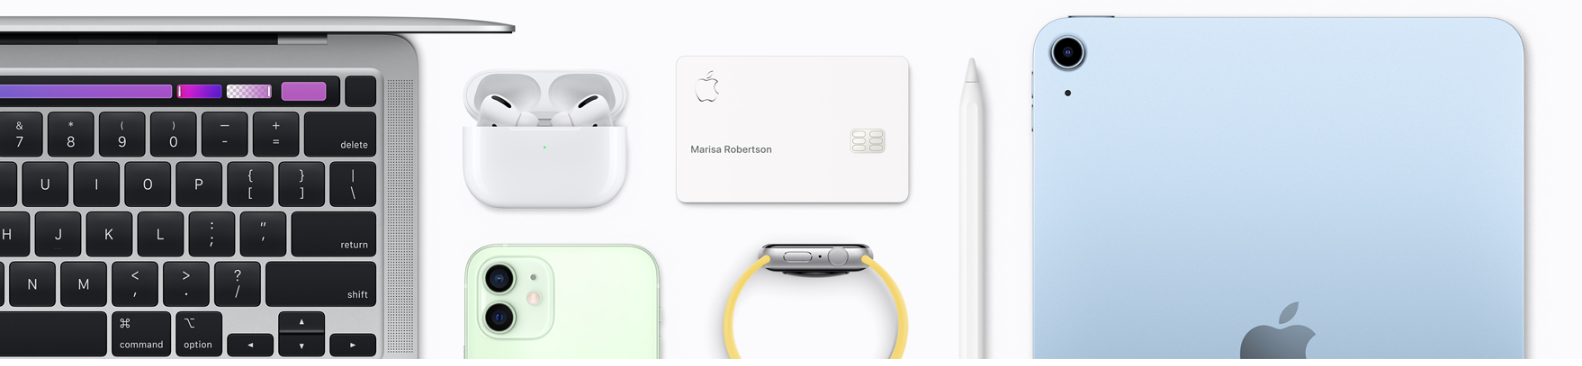 & * ( ) — +
7 8 9 0 - = delete
{ } |
U I O P [ ] \
: "
H J K L ; ' return
< > ?
N M , . / shift
⌘ ⌥ ▲
command option ◄ ▼ ►
Marisa Robertson